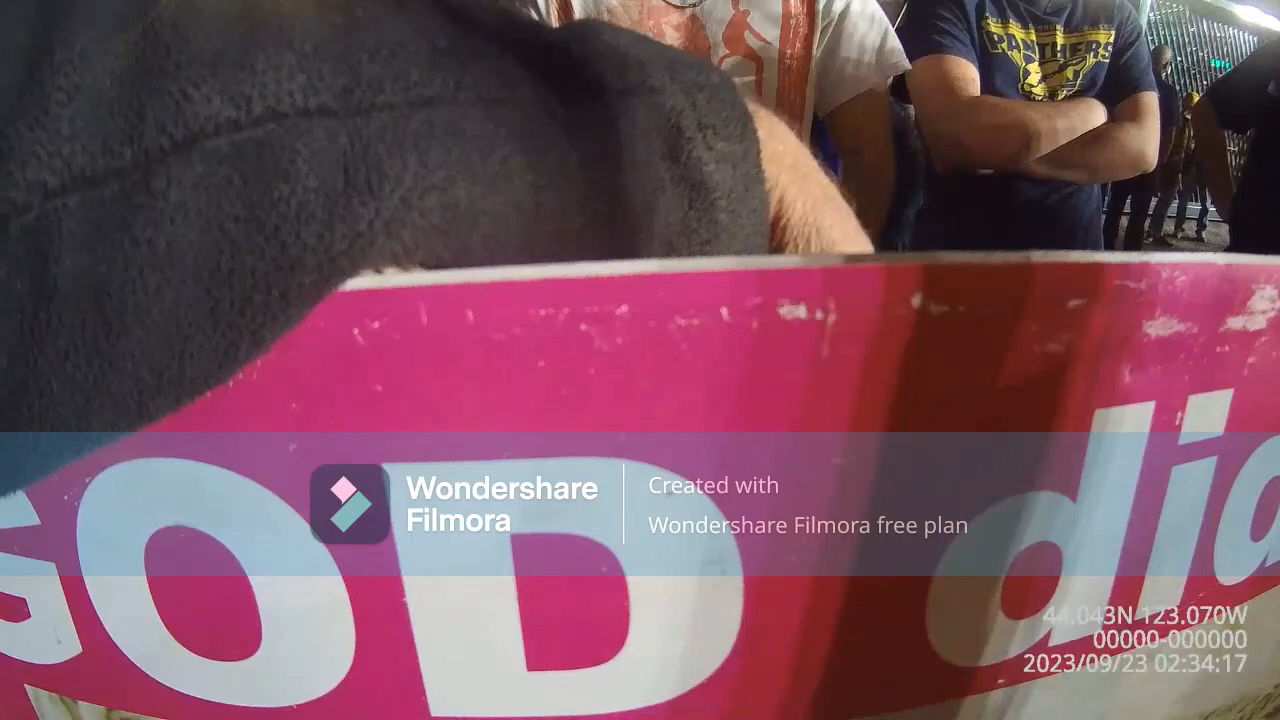 PANTHERS
GOD did
Wondershare
Filmora
Created with
Wondershare Filmora free plan
44.043N 123.070W
00000-000000
2023/09/23 02:34:17